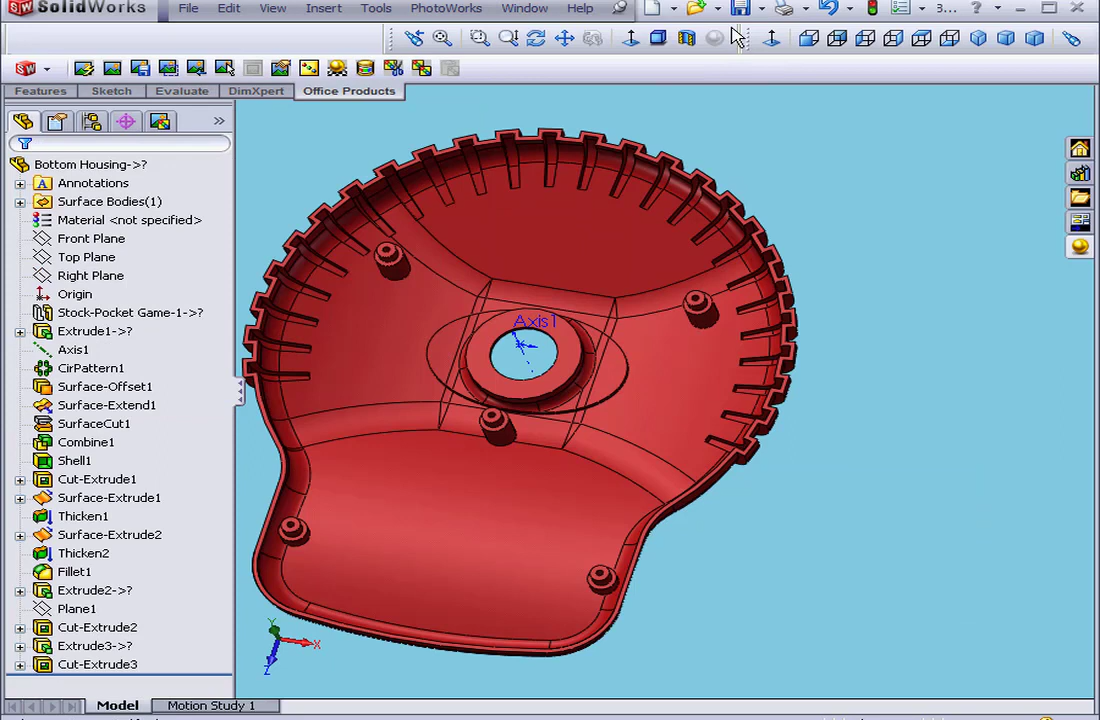 SolidWorks File Edit View Insert Tools PhotoWorks Window Help 3... ?
Features Sketch Evaluate DimXpert Office Products
Bottom Housing->?
Annotations
Surface Bodies(1)
Material <not specified>
Front Plane
Top Plane
Right Plane
Origin
Stock-Pocket Game-1->?
Extrude1->?
Axis1
CirPattern1
Surface-Offset1
Surface-Extend1
SurfaceCut1
Combine1
Shell1
Cut-Extrude1
Surface-Extrude1
Thicken1
Surface-Extrude2
Thicken2
Fillet1
Extrude2->?
Plane1
Cut-Extrude2
Extrude3->?
Cut-Extrude3
Axis1
Y
X
Z
Model Motion Study 1